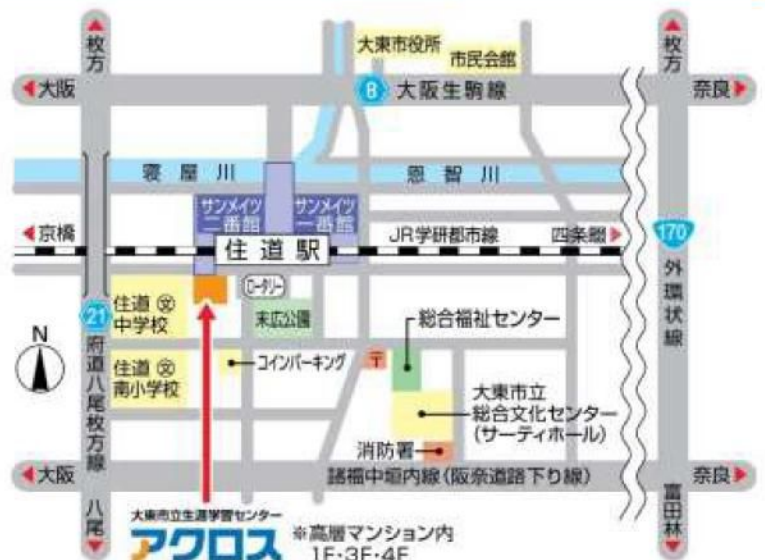 枚方
枚方
大東市役所
市民会館
大阪
8
大阪生駒線
奈良
寝屋川
恩智川
サンメイツ
二番館
サンメイツ
一番館
京橋
住道駅
JR学研都市線
四条畷
170
外環状線
ロータリー
住道 文
中学校
末広公園
総合福祉センター
21
府道八尾枚方線
N
住道 文
南小学校
コインパーキング
〒
大東市立
総合文化センター
(サーティホール)
消防署
大阪
諸福中垣内線(阪奈道路下り線)
奈良
八尾
富田林
大東市立生涯学習センター
アクロス
※高層マンション内
1F・3F・4F